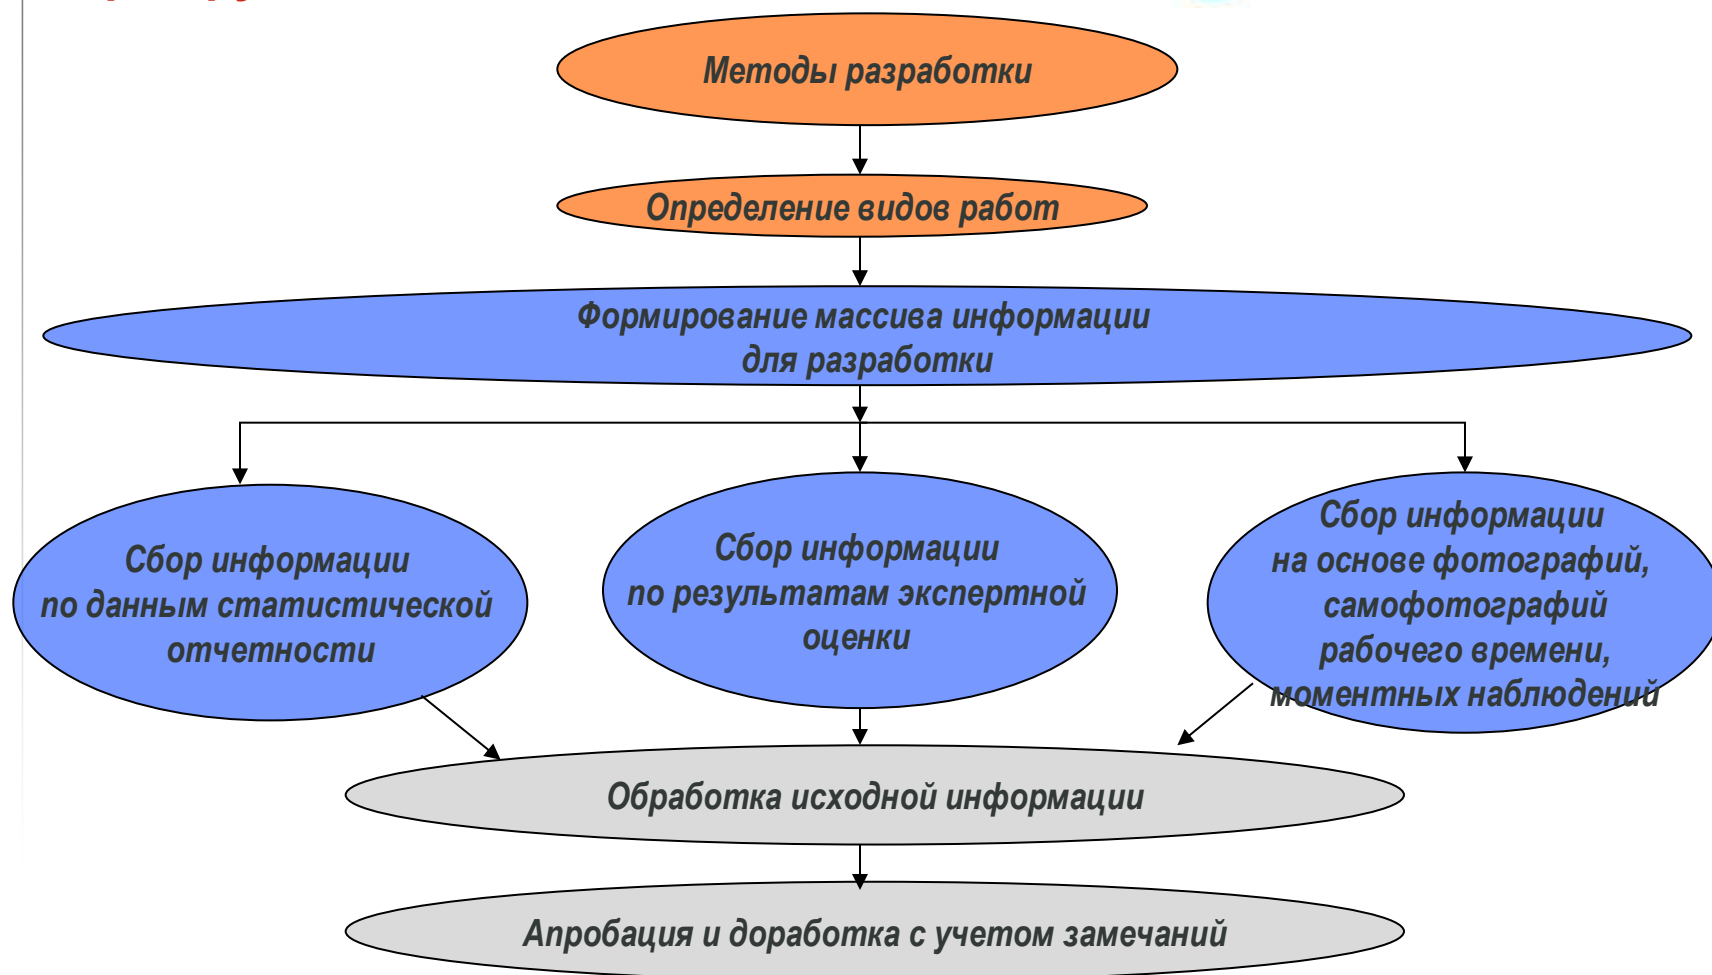 Методы разработки
Определение видов работ
Формирование массива информации
для разработки
Сбор информации
по данным статистической
отчетности
Сбор информации
по результатам экспертной
оценки
Сбор информации
на основе фотографий,
самофотографий
рабочего времени,
моментных наблюдений
Обработка исходной информации
Апробация и доработка с учетом замечаний